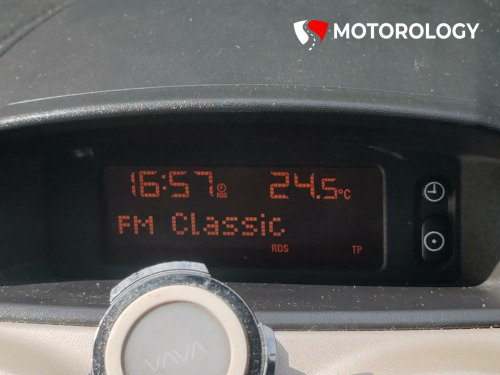 MOTOROLOGY
16:57 24.5°C
FM Classic
RDS TP
VAVA